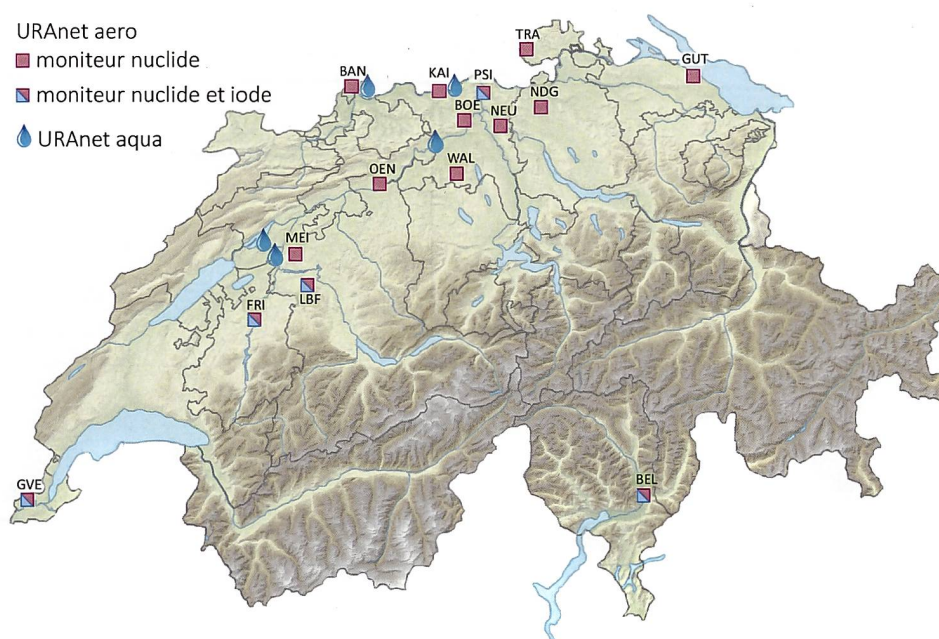 URAnet aero
moniteur nuclide
moniteur nuclide et iode
URAnet aqua
TRA
GUT
BAN
KAI
PSI
NDG
BOE
NEU
WAL
OEN
MEI
LBF
FRI
GVE
BEL